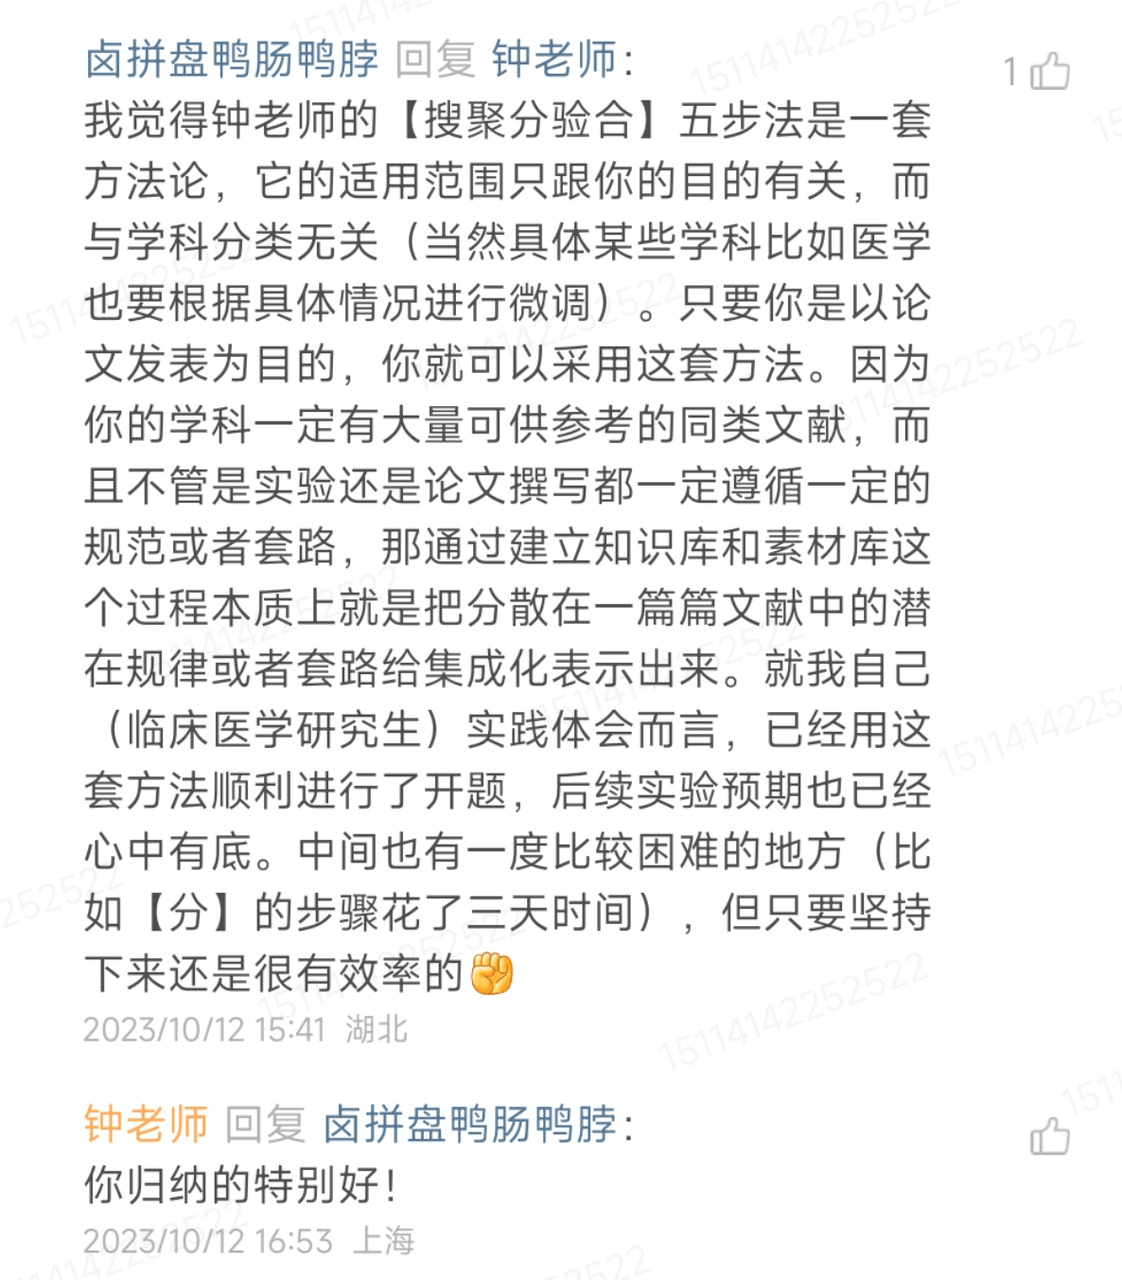 卤拼盘鸭肠鸭脖 回复 钟老师：
1
我觉得钟老师的【搜聚分验合】五步法是一套
方法论，它的适用范围只跟你的目的有关，而
与学科分类无关（当然具体某些学科比如医学
也要根据具体情况进行微调）。只要你是以论
文发表为目的，你就可以采用这套方法。因为
你的学科一定有大量可供参考的同类文献，而
且不管是实验还是论文撰写都一定遵循一定的
规范或者套路，那通过建立知识库和素材库这
个过程本质上就是把分散在一篇篇文献中的潜
在规律或者套路给集成化表示出来。就我自己
（临床医学研究生）实践体会而言，已经用这
套方法顺利进行了开题，后续实验预期也已经
心中有底。中间也有一度比较困难的地方（比
如【分】的步骤花了三天时间），但只要坚持
下来还是很有效率的✊
2023/10/12 15:41 湖北
钟老师 回复 卤拼盘鸭肠鸭脖：
你归纳的特别好！
2023/10/12 16:53 上海
15114142252522